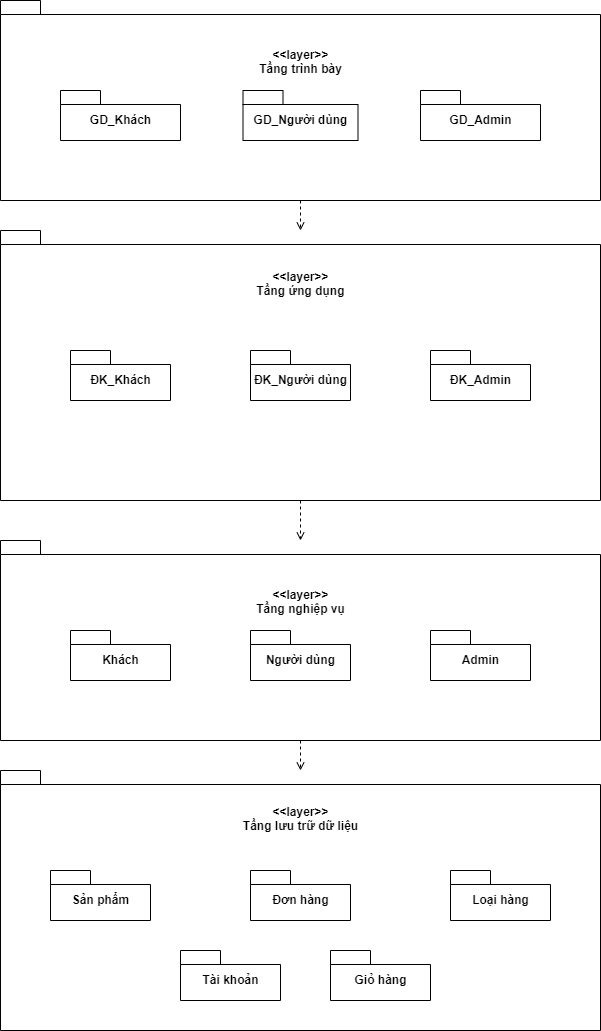 <<layer>>
Tầng trình bày
GD_Khách
GD_Người dùng
GD_Admin
<<layer>>
Tầng ứng dụng
ĐK_Khách
ĐK_Người dùng
ĐK_Admin
<<layer>>
Tầng nghiệp vụ
Khách
Người dùng
Admin
<<layer>>
Tầng lưu trữ dữ liệu
Sản phẩm
Đơn hàng
Loại hàng
Tài khoản
Giỏ hàng